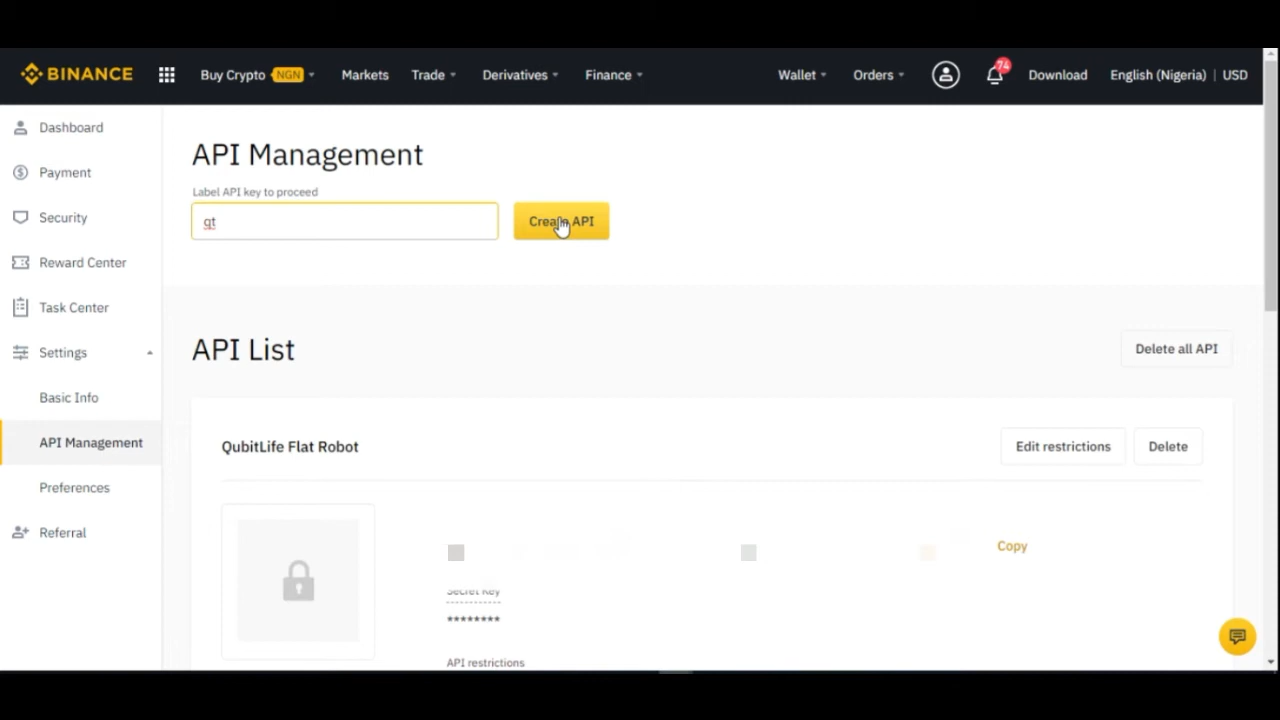 BINANCE Buy Crypto NGN Markets Trade Derivatives Finance Wallet Orders 74 Download English (Nigeria) | USD
Dashboard
Payment
Security
Reward Center
Task Center
Settings
Basic Info
API Management
Preferences
Referral
API Management
Label API key to proceed
qt Create API
API List Delete all API
QubitLife Flat Robot Edit restrictions Delete
Copy
Secret Key
********
API restrictions